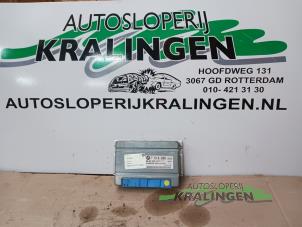 AUTOSLOPERIJ
KRALINGEN
HOOFDWEG 131
3067 GD ROTTERDAM
010- 421 31 30
AUTOSLOPERIJKRALINGEN.NL
AUTOSLOPERIJ
KRALINGEN